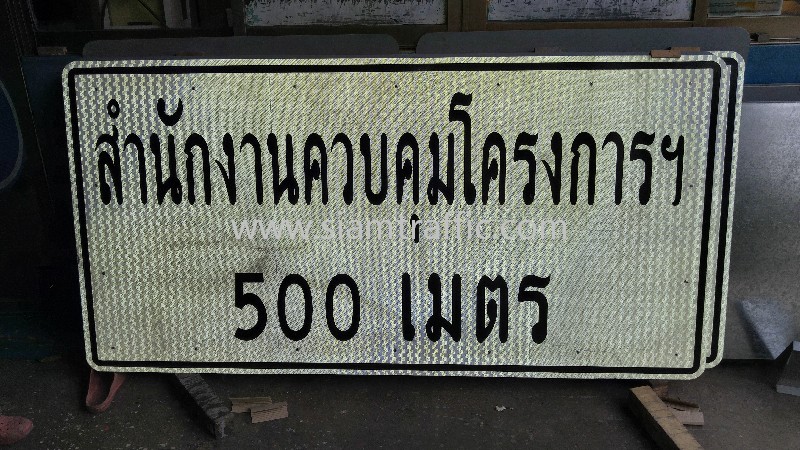 สำนักงานควบคุมโครงการฯ
500 เมตร
www.siamtraffic.com